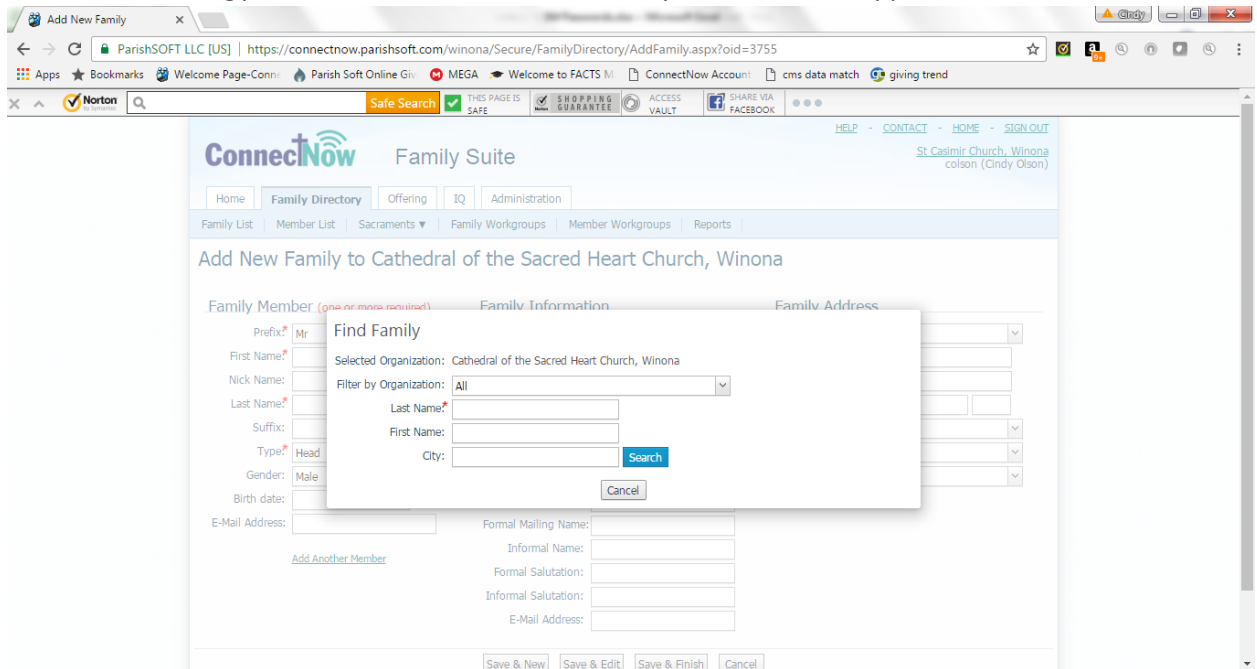 Add New Family
Cindy
ParishSOFT LLC [US] https://connectnow.parishsoft.com/winona/Secure/FamilyDirectory/AddFamily.aspx?oid=3755
Apps Bookmarks Welcome Page-Conn Parish Soft Online Giv MEGA Welcome to FACTS M ConnectNow Account cms data match giving trend
Norton by Symantec Safe Search THIS PAGE IS SAFE Norton SHOPPING GUARANTEE ACCESS VAULT SHARE VIA FACEBOOK
HELP - CONTACT - HOME - SIGN OUT
ConnectNow Family Suite
St Casimir Church, Winona
colson (Cindy Olson)
Home Family Directory Offering IQ Administration
Family List Member List Sacraments ▼ Family Workgroups Member Workgroups Reports
Add New Family to Cathedral of the Sacred Heart Church, Winona
Family Member (one or more required) Family Information Family Address
Prefix:* Mr
First Name:*
Nick Name:
Last Name:*
Suffix:
Type:* Head
Gender: Male
Birth date:
E-Mail Address:
Add Another Member
Find Family
Selected Organization: Cathedral of the Sacred Heart Church, Winona
Filter by Organization: All
Last Name:*
First Name:
City: Search
Cancel
Formal Mailing Name:
Informal Name:
Formal Salutation:
Informal Salutation:
E-Mail Address:
Save & New Save & Edit Save & Finish Cancel